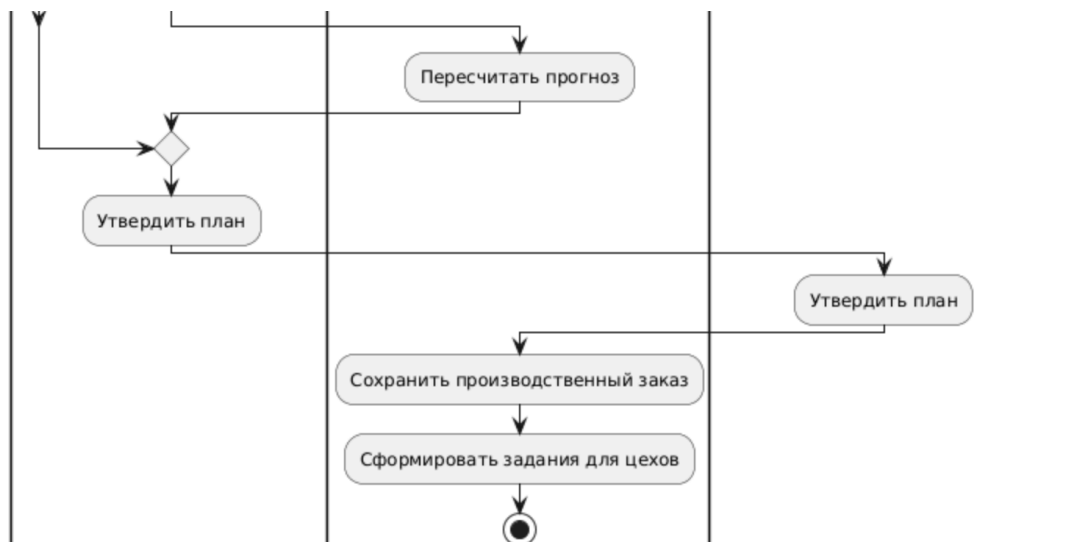 Пересчитать прогноз
Утвердить план
Утвердить план
Сохранить производственный заказ
Сформировать задания для цехов